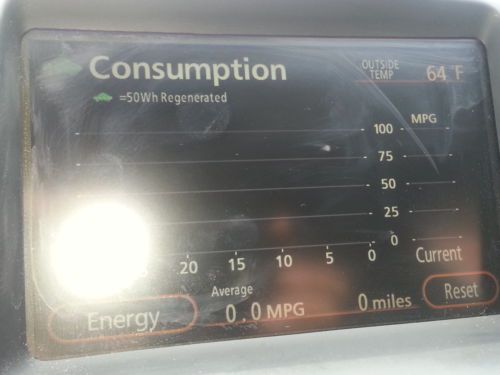 Consumption
OUTSIDE TEMP 64 °F
=50Wh Regenerated
MPG
100
75
50
25
0
20 15 10 5 0 Current
Average
0.0 MPG 0 miles
Energy Reset